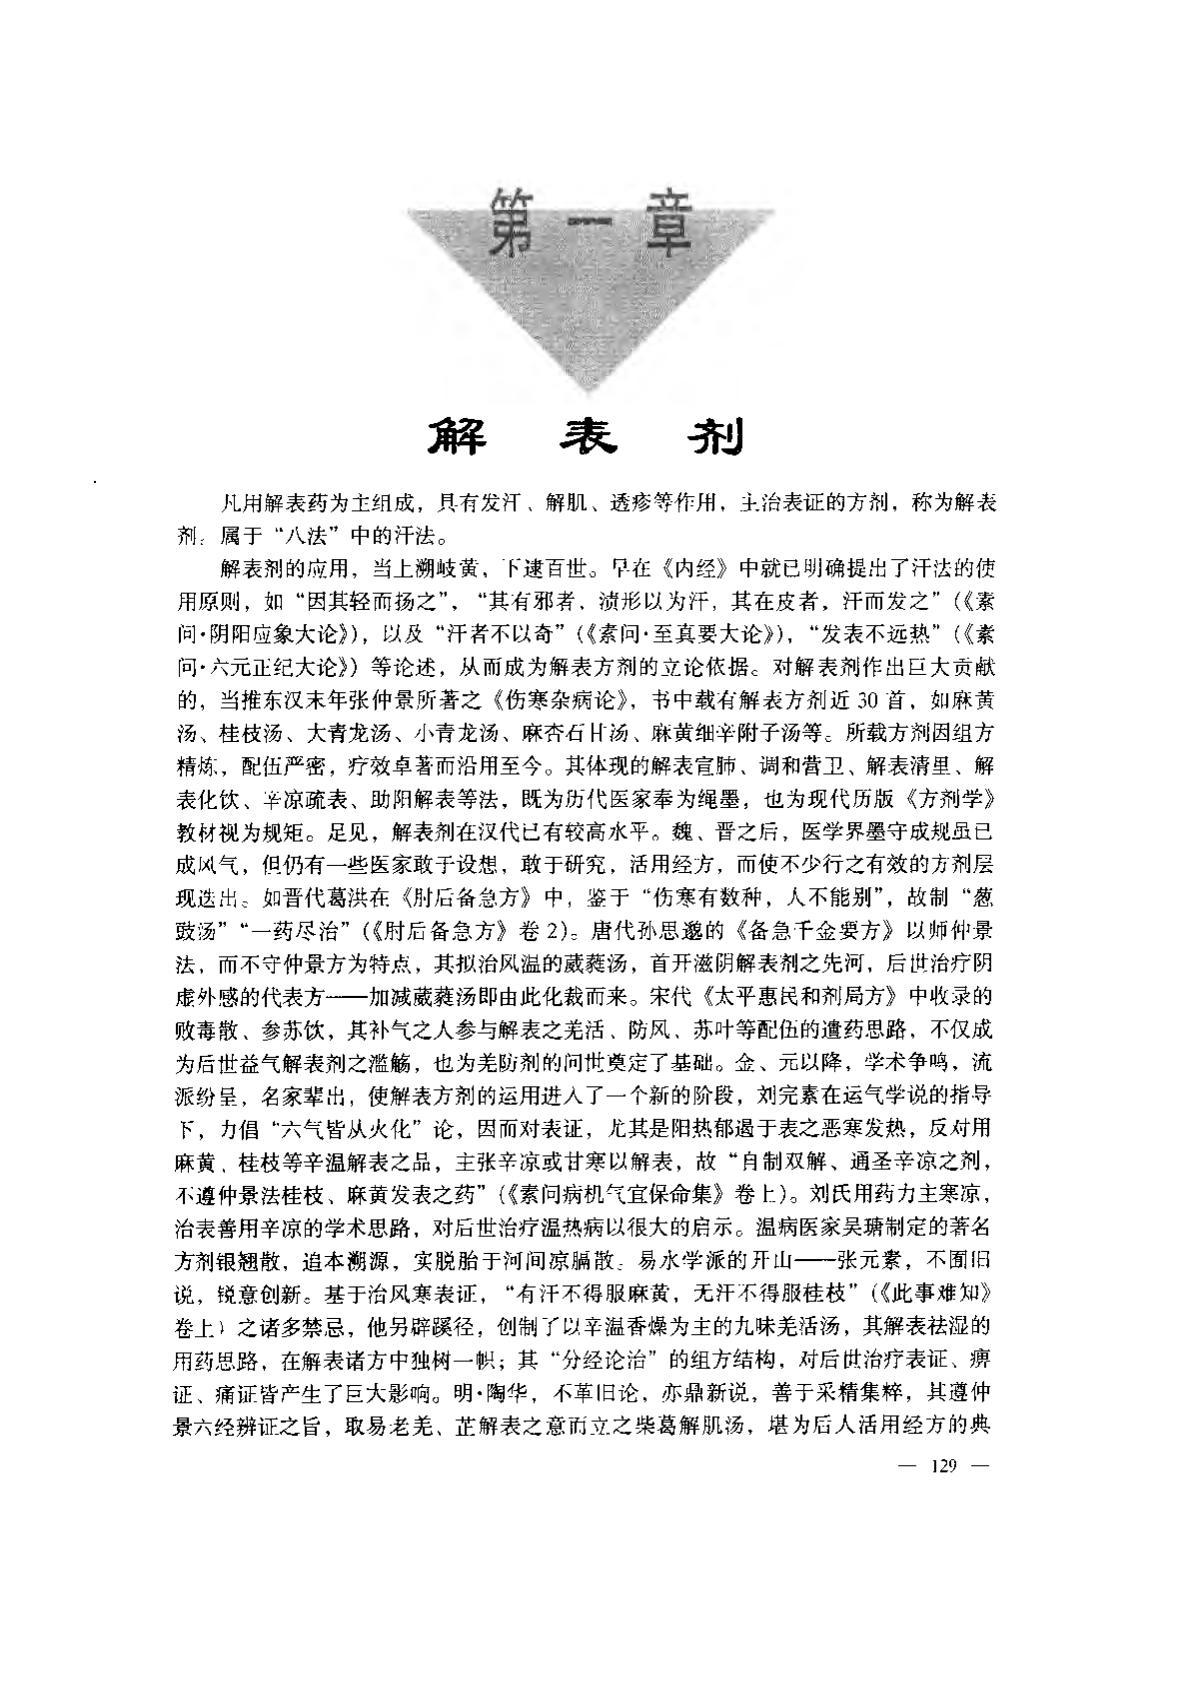 第一章
解表剂
凡用解表药为主组成，具有发汗、解肌、透疹等作用，主治表证的方剂，称为解表
剂。属于“八法”中的汗法。
解表剂的应用，当上溯岐黄，下逮百世。早在《内经》中就已明确提出了汗法的使
用原则，如“因其轻而扬之”，“其有邪者，渍形以为汗，其在皮者，汗而发之”（《素
问·阴阳应象大论》），以及“汗者不以奇”（《素问·至真要大论》），“发表不远热”（《素
问·六元正纪大论》）等论述，从而成为解表方剂的立论依据。对解表剂作出巨大贡献
的，当推东汉末年张仲景所著之《伤寒杂病论》，书中载有解表方剂近 30 首，如麻黄
汤、桂枝汤、大青龙汤、小青龙汤、麻杏石甘汤、麻黄细辛附子汤等。所载方剂因组方
精炼，配伍严密，疗效卓著而沿用至今。其体现的解表宣肺、调和营卫、解表清里、解
表化饮、辛凉疏表、助阳解表等法，既为历代医家奉为绳墨，也为现代历版《方剂学》
教材视为规矩。足见，解表剂在汉代已有较高水平。魏、晋之后，医学界墨守成规虽已
成风气，但仍有一些医家敢于设想，敢于研究，活用经方，而使不少行之有效的方剂层
现迭出。如晋代葛洪在《肘后备急方》中，鉴于“伤寒有数种，人不能别”，故制“葱
豉汤”“一药尽治”（《肘后备急方》卷 2）。唐代孙思邈的《备急千金要方》以师仲景
法，而不守仲景方为特点，其拟治风温的葳蕤汤，首开滋阴解表剂之先河，后世治疗阴
虚外感的代表方——加减葳蕤汤即由此化裁而来。宋代《太平惠民和剂局方》中收录的
败毒散、参苏饮，其补气之人参与解表之羌活、防风、苏叶等配伍的遣药思路，不仅成
为后世益气解表剂之滥觞，也为羌防剂的问世奠定了基础。金、元以降，学术争鸣，流
派纷呈，名家辈出，使解表方剂的运用进入了一个新的阶段，刘完素在运气学说的指导
下，力倡“六气皆从火化”论，因而对表证，尤其是阳热郁遏于表之恶寒发热，反对用
麻黄、桂枝等辛温解表之品，主张辛凉或甘寒以解表，故“自制双解、通圣辛凉之剂，
不遵仲景法桂枝、麻黄发表之药”（《素问病机气宜保命集》卷上）。刘氏用药力主寒凉，
治表善用辛凉的学术思路，对后世治疗温热病以很大的启示。温病医家吴瑭制定的著名
方剂银翘散，追本溯源，实脱胎于河间凉膈散。易水学派的开山——张元素，不囿旧
说，锐意创新。基于治风寒表证，“有汗不得服麻黄，无汗不得服桂枝”（《此事难知》
卷上）之诸多禁忌，他另辟蹊径，创制了以辛温香燥为主的九味羌活汤，其解表祛湿的
用药思路，在解表诸方中独树一帜；其“分经论治”的组方结构，对后世治疗表证、痹
证、痛证皆产生了巨大影响。明·陶华，不革旧论，亦鼎新说，善于采精集粹，其遵仲
景六经辨证之旨，取易老羌、芷解表之意而立之柴葛解肌汤，堪为后人活用经方的典
— 129 —